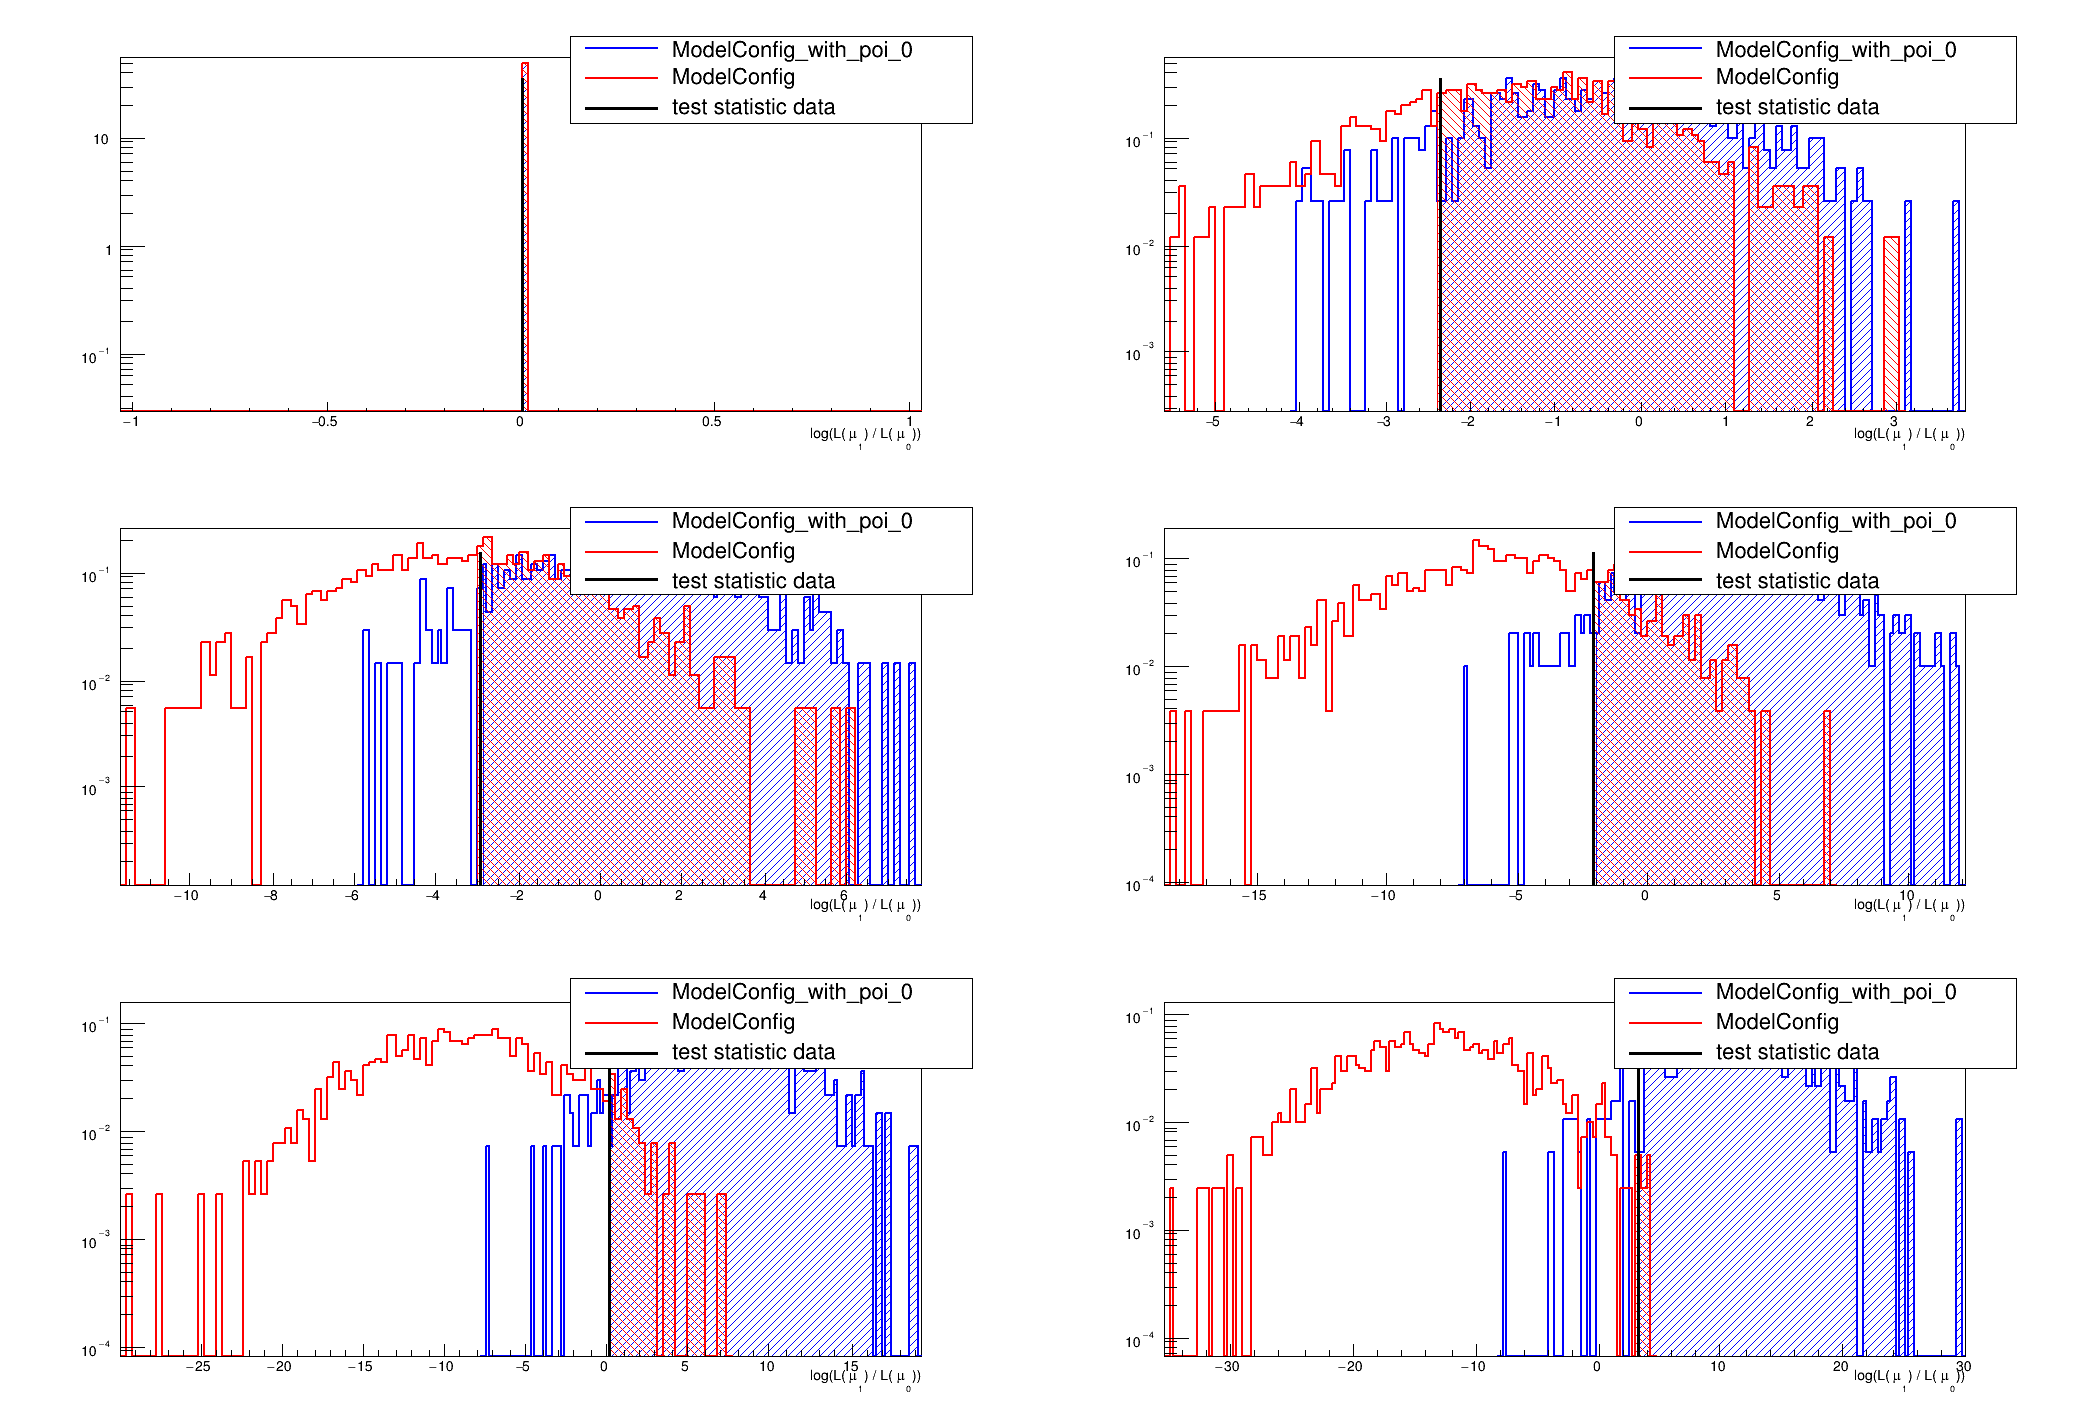 ModelConfig_with_poi_0
ModelConfig
test statistic data
10
1
10⁻¹
−1 −0.5 0 0.5 1
log(L(μ₁) / L(μ₀))
ModelConfig_with_poi_0
ModelConfig
test statistic data
10⁻¹
10⁻²
10⁻³
−5 −4 −3 −2 −1 0 1 2 3
log(L(μ₁) / L(μ₀))
ModelConfig_with_poi_0
ModelConfig
test statistic data
10⁻¹
10⁻²
10⁻³
−10 −8 −6 −4 −2 0 2 4 6
log(L(μ₁) / L(μ₀))
ModelConfig_with_poi_0
ModelConfig
test statistic data
10⁻¹
10⁻²
10⁻³
10⁻⁴
−15 −10 −5 0 5 10
log(L(μ₁) / L(μ₀))
ModelConfig_with_poi_0
ModelConfig
test statistic data
10⁻¹
10⁻²
10⁻³
10⁻⁴
−25 −20 −15 −10 −5 0 5 10 15
log(L(μ₁) / L(μ₀))
ModelConfig_with_poi_0
ModelConfig
test statistic data
10⁻¹
10⁻²
10⁻³
10⁻⁴
−30 −20 −10 0 10 20 30
log(L(μ₁) / L(μ₀))